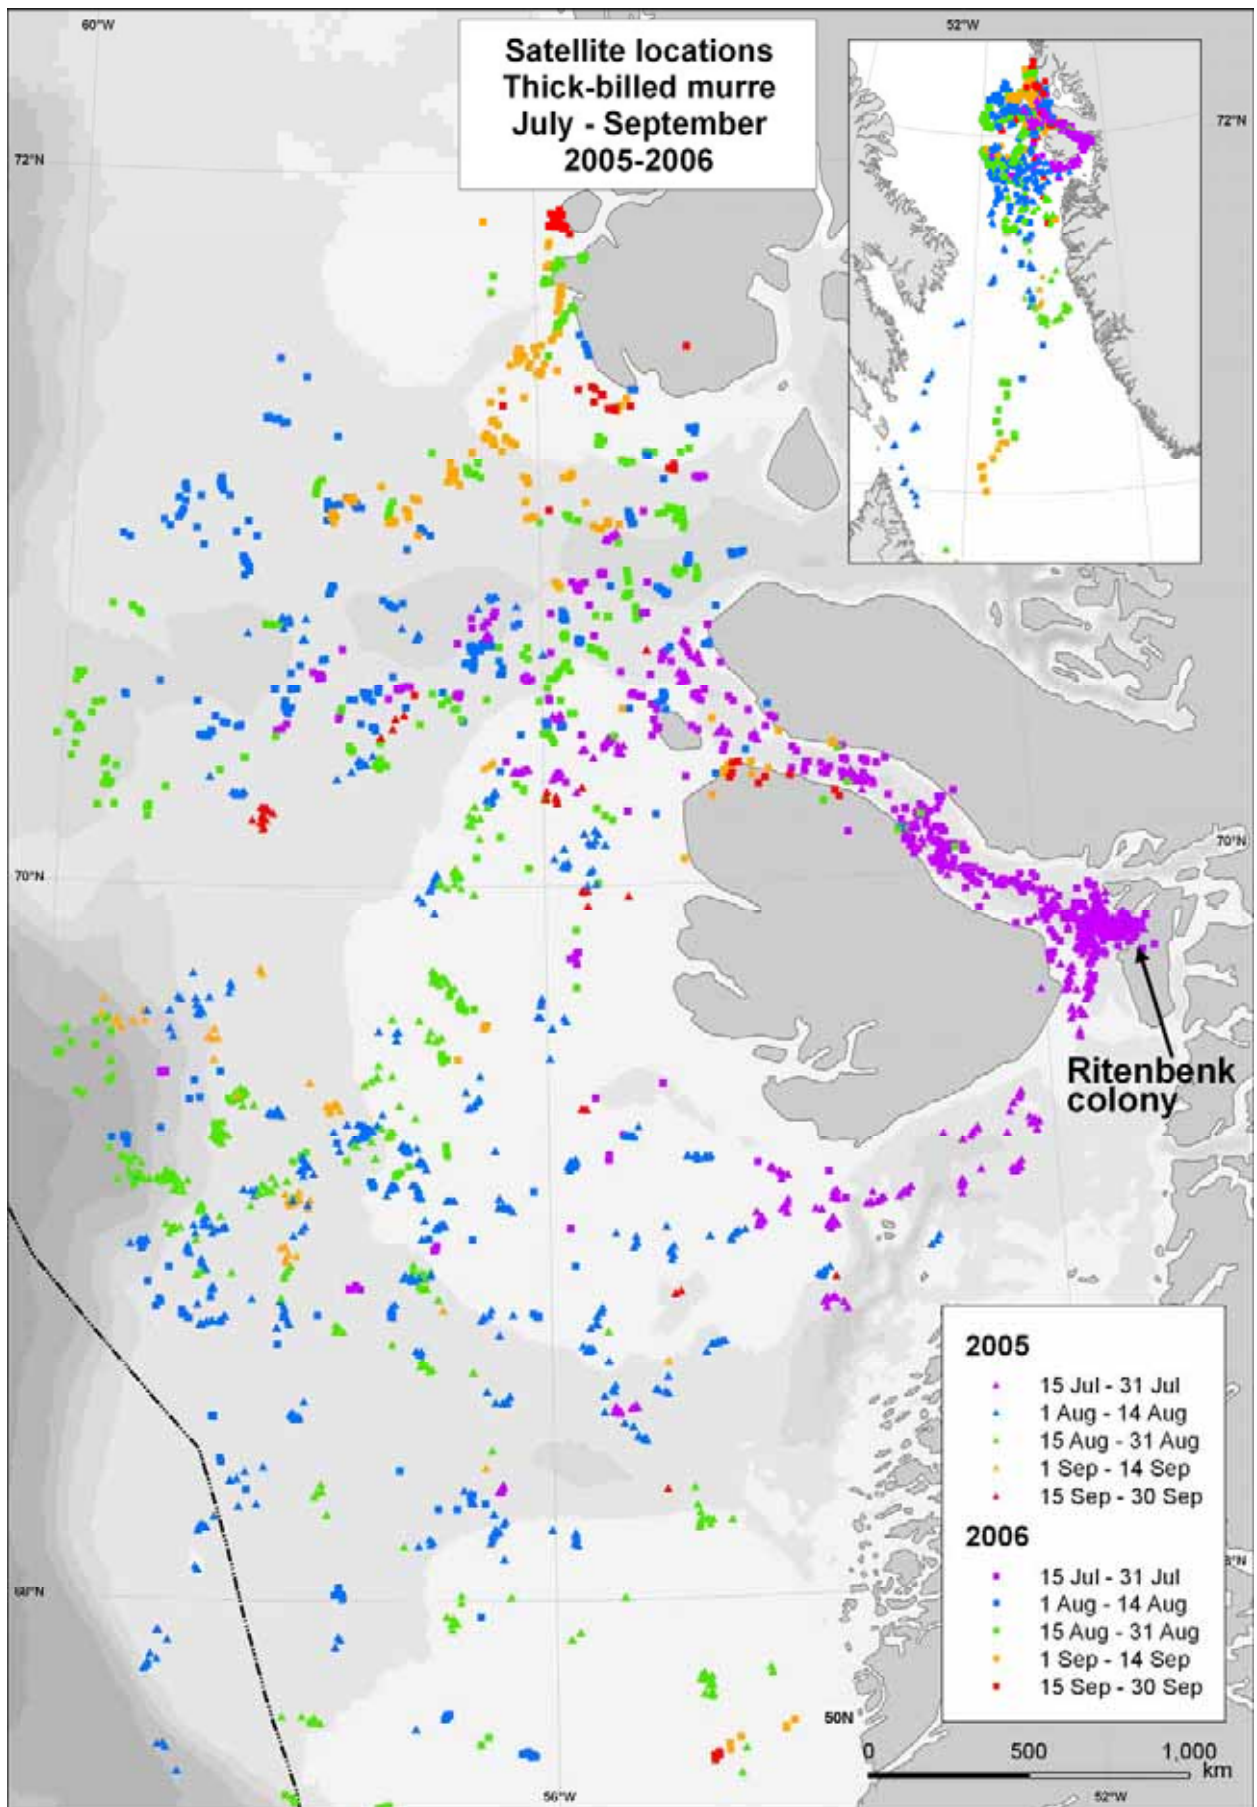 60°W
52°W
Satellite locations
Thick-billed murre
July - September
2005-2006
72°N
72°N
70°N
70°N
Ritenbenk
colony
2005
15 Jul - 31 Jul
1 Aug - 14 Aug
15 Aug - 31 Aug
1 Sep - 14 Sep
15 Sep - 30 Sep
2006
15 Jul - 31 Jul
1 Aug - 14 Aug
15 Aug - 31 Aug
1 Sep - 14 Sep
15 Sep - 30 Sep
68°N
8°N
50N
0 500 1,000
km
56°W
52°W